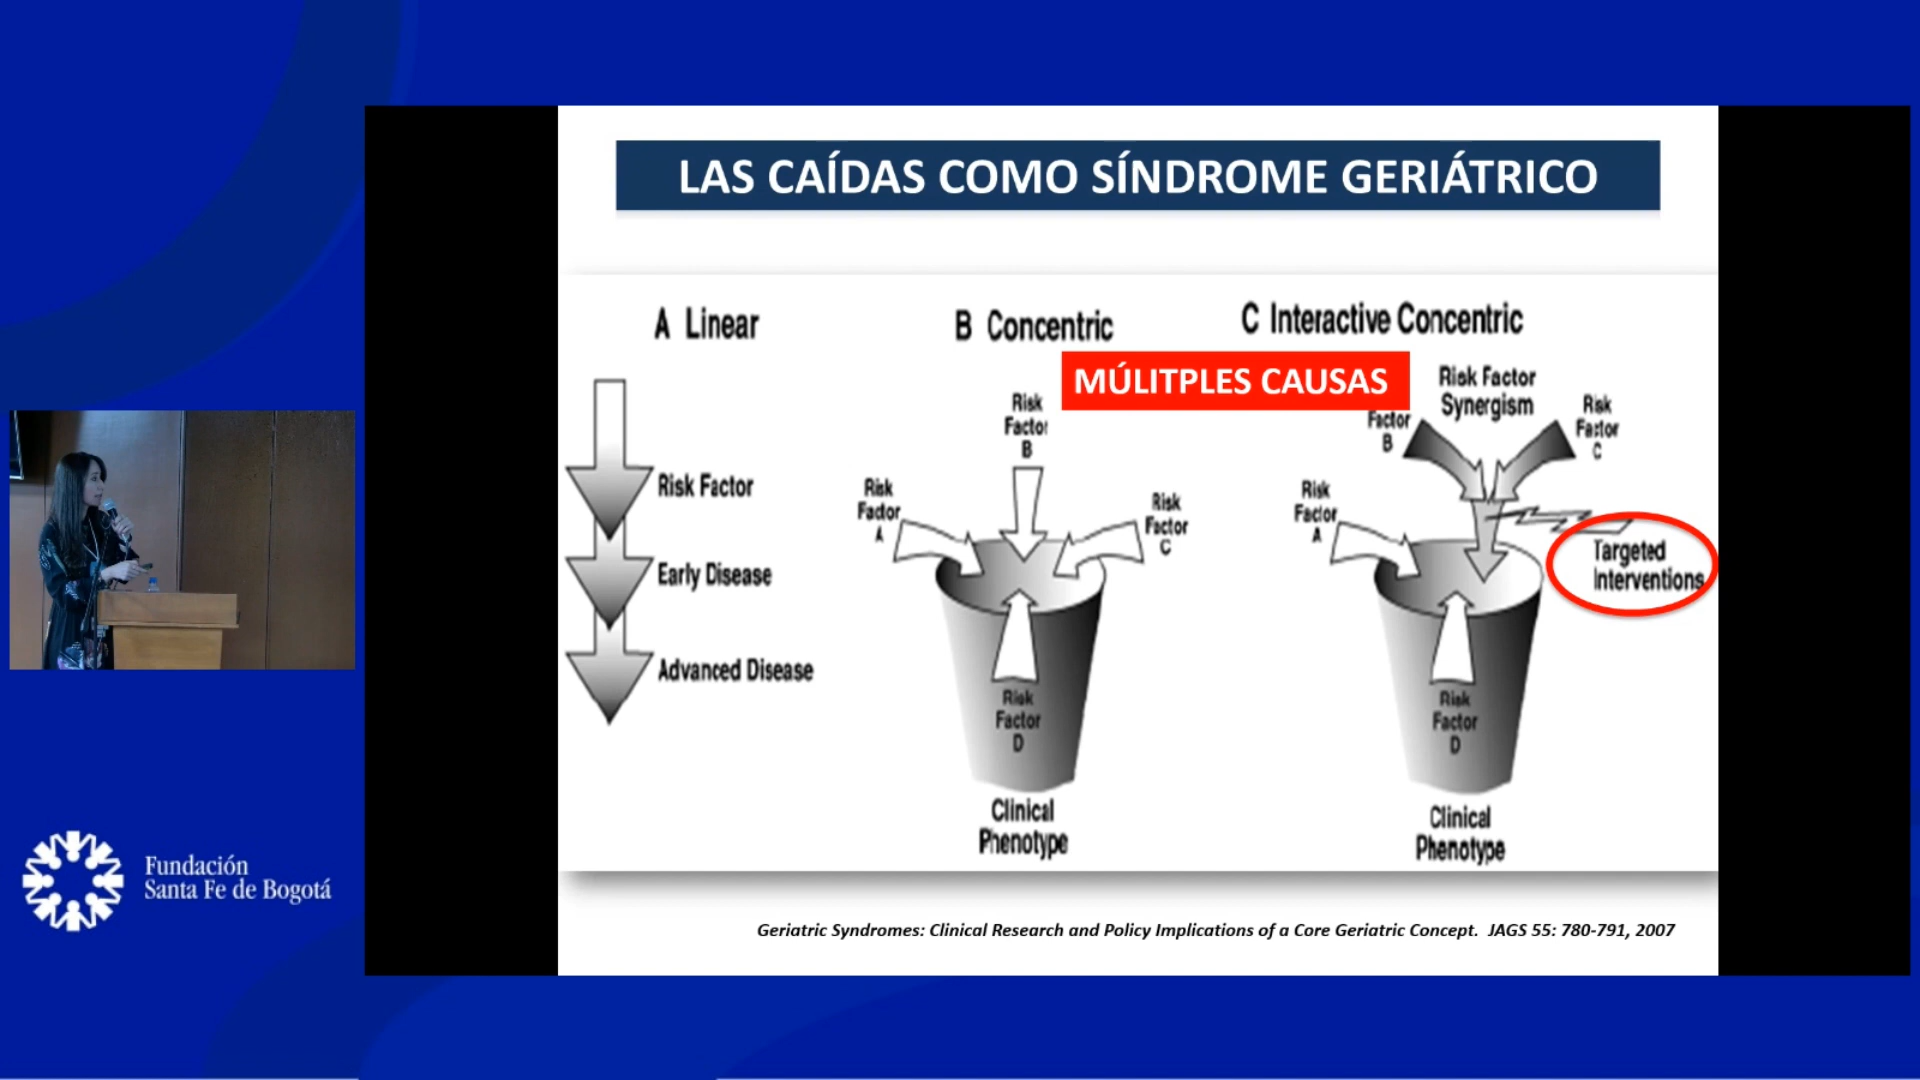 LAS CAÍDAS COMO SÍNDROME GERIÁTRICO
A Linear
Risk Factor
Early Disease
Advanced Disease
B Concentric
MÚLITPLES CAUSAS
Risk
Factor
A
Risk
Facto
B
Risk
Factor
C
Risk
Factor
D
Clinical
Phenotype
C Interactive Concentric
Risk Factor
Synergism
Risk
Factor
A
Factor
B
Risk
Factor
C
Targeted
Interventions
Risk
Factor
D
Clinical
Phenotype
Geriatric Syndromes: Clinical Research and Policy Implications of a Core Geriatric Concept. JAGS 55: 780-791, 2007
Fundación
Santa Fe de Bogotá